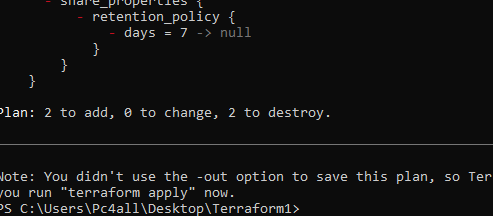 - share_properties {
- retention_policy {
- days = 7 -> null
}
}
}
Plan: 2 to add, 0 to change, 2 to destroy.
Note: You didn't use the -out option to save this plan, so Ter
you run "terraform apply" now.
PS C:\Users\Pc4all\Desktop\Terraform1>